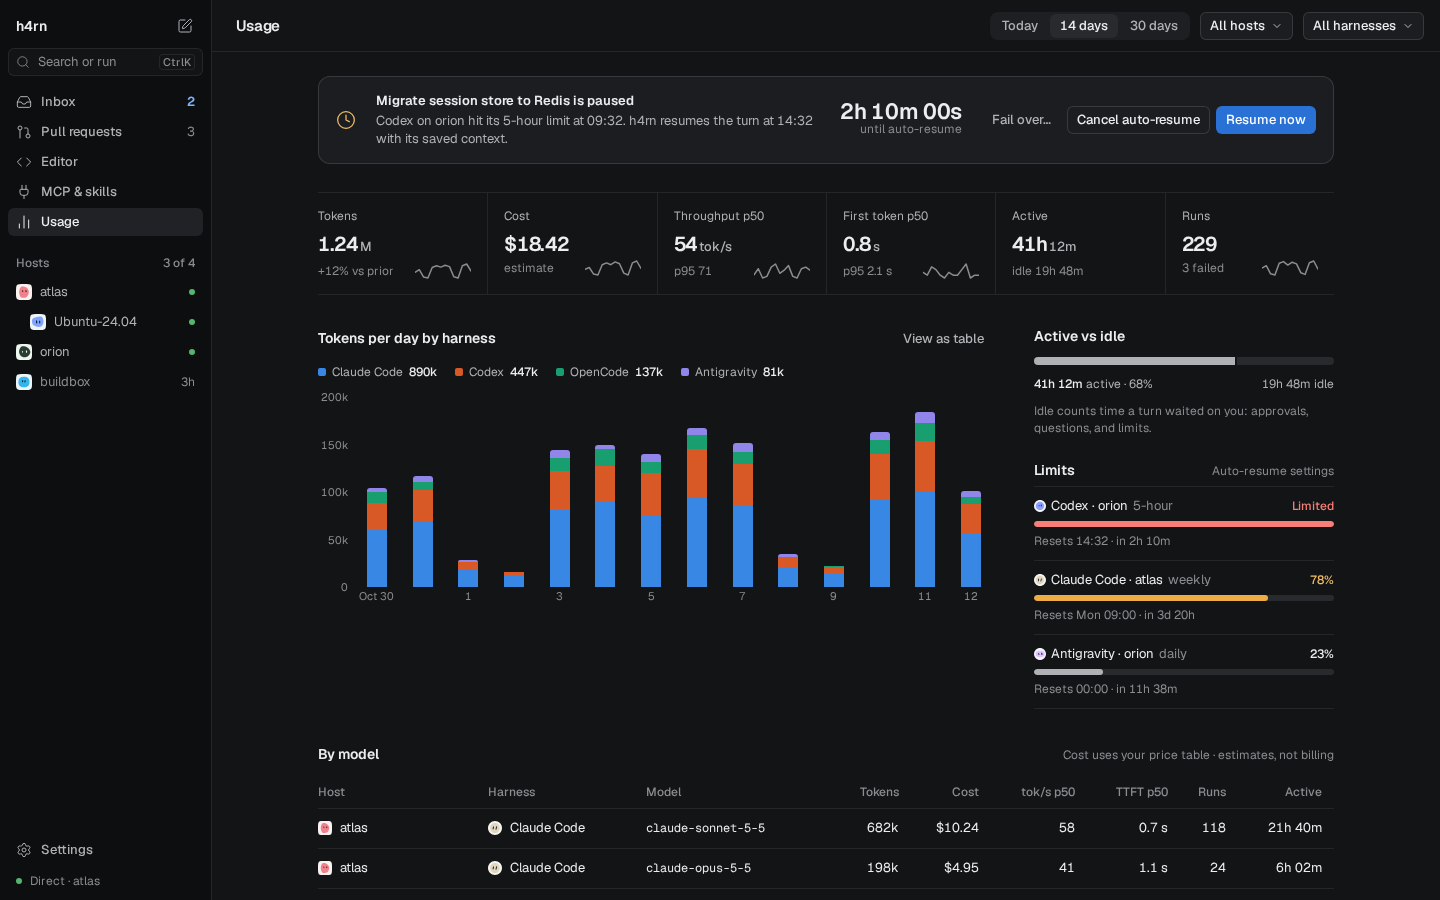 h4rn
Search or run CtrlK
Inbox 2
Pull requests 3
Editor
MCP & skills
Usage
Hosts 3 of 4
atlas
Ubuntu-24.04
orion
buildbox 3h
Settings
Direct · atlas
Usage
Today 14 days 30 days All hosts All harnesses
Migrate session store to Redis is paused
Codex on orion hit its 5-hour limit at 09:32. h4rn resumes the turn at 14:32
with its saved context.
2h 10m 00s
until auto-resume
Fail over... Cancel auto-resume Resume now
Tokens
1.24 M
+12% vs prior
Cost
$18.42
estimate
Throughput p50
54 tok/s
p95 71
First token p50
0.8 s
p95 2.1 s
Active
41h 12m
idle 19h 48m
Runs
229
3 failed
Tokens per day by harness View as table
Claude Code 890k Codex 447k OpenCode 137k Antigravity 81k
200k
150k
100k
50k
0
Oct 30 1 3 5 7 9 11 12
Active vs idle
41h 12m active · 68% 19h 48m idle
Idle counts time a turn waited on you: approvals,
questions, and limits.
Limits Auto-resume settings
Codex · orion 5-hour Limited
Resets 14:32 · in 2h 10m
Claude Code · atlas weekly 78%
Resets Mon 09:00 · in 3d 20h
Antigravity · orion daily 23%
Resets 00:00 · in 11h 38m
By model Cost uses your price table · estimates, not billing
Host Harness Model Tokens Cost tok/s p50 TTFT p50 Runs Active
atlas Claude Code claude-sonnet-5-5 682k $10.24 58 0.7 s 118 21h 40m
atlas Claude Code claude-opus-5-5 198k $4.95 41 1.1 s 24 6h 02m